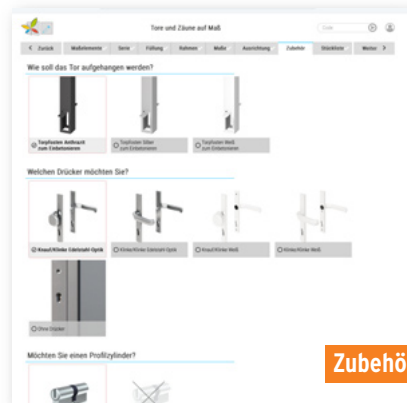 Tore und Zäune auf Maß
Zurück Maßelemente Serie Füllung Rahmen Maße Ausrichtung Zubehör Stückliste Weiter
Wie soll das Tor aufgehangen werden?
Torpfosten Anthrazit Torpfosten Silber Torpfosten Weiß
zum Einbetonieren zum Einbetonieren zum Einbetonieren
Welchen Drücker möchten Sie?
Knauf/Klinke Edelstahl-Optik Klinke/Klinke Edelstahl-Optik Knauf/Klinke Weiß Klinke/Klinke Weiß
Ohne Drücker
Möchten Sie einen Profilzylinder?
Zubehö